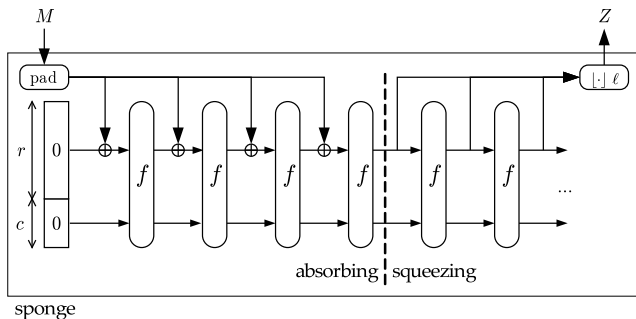 M Z
pad ⌊·⌋ ℓ
r 0 f f f f f f
c 0 ...
absorbing squeezing
sponge